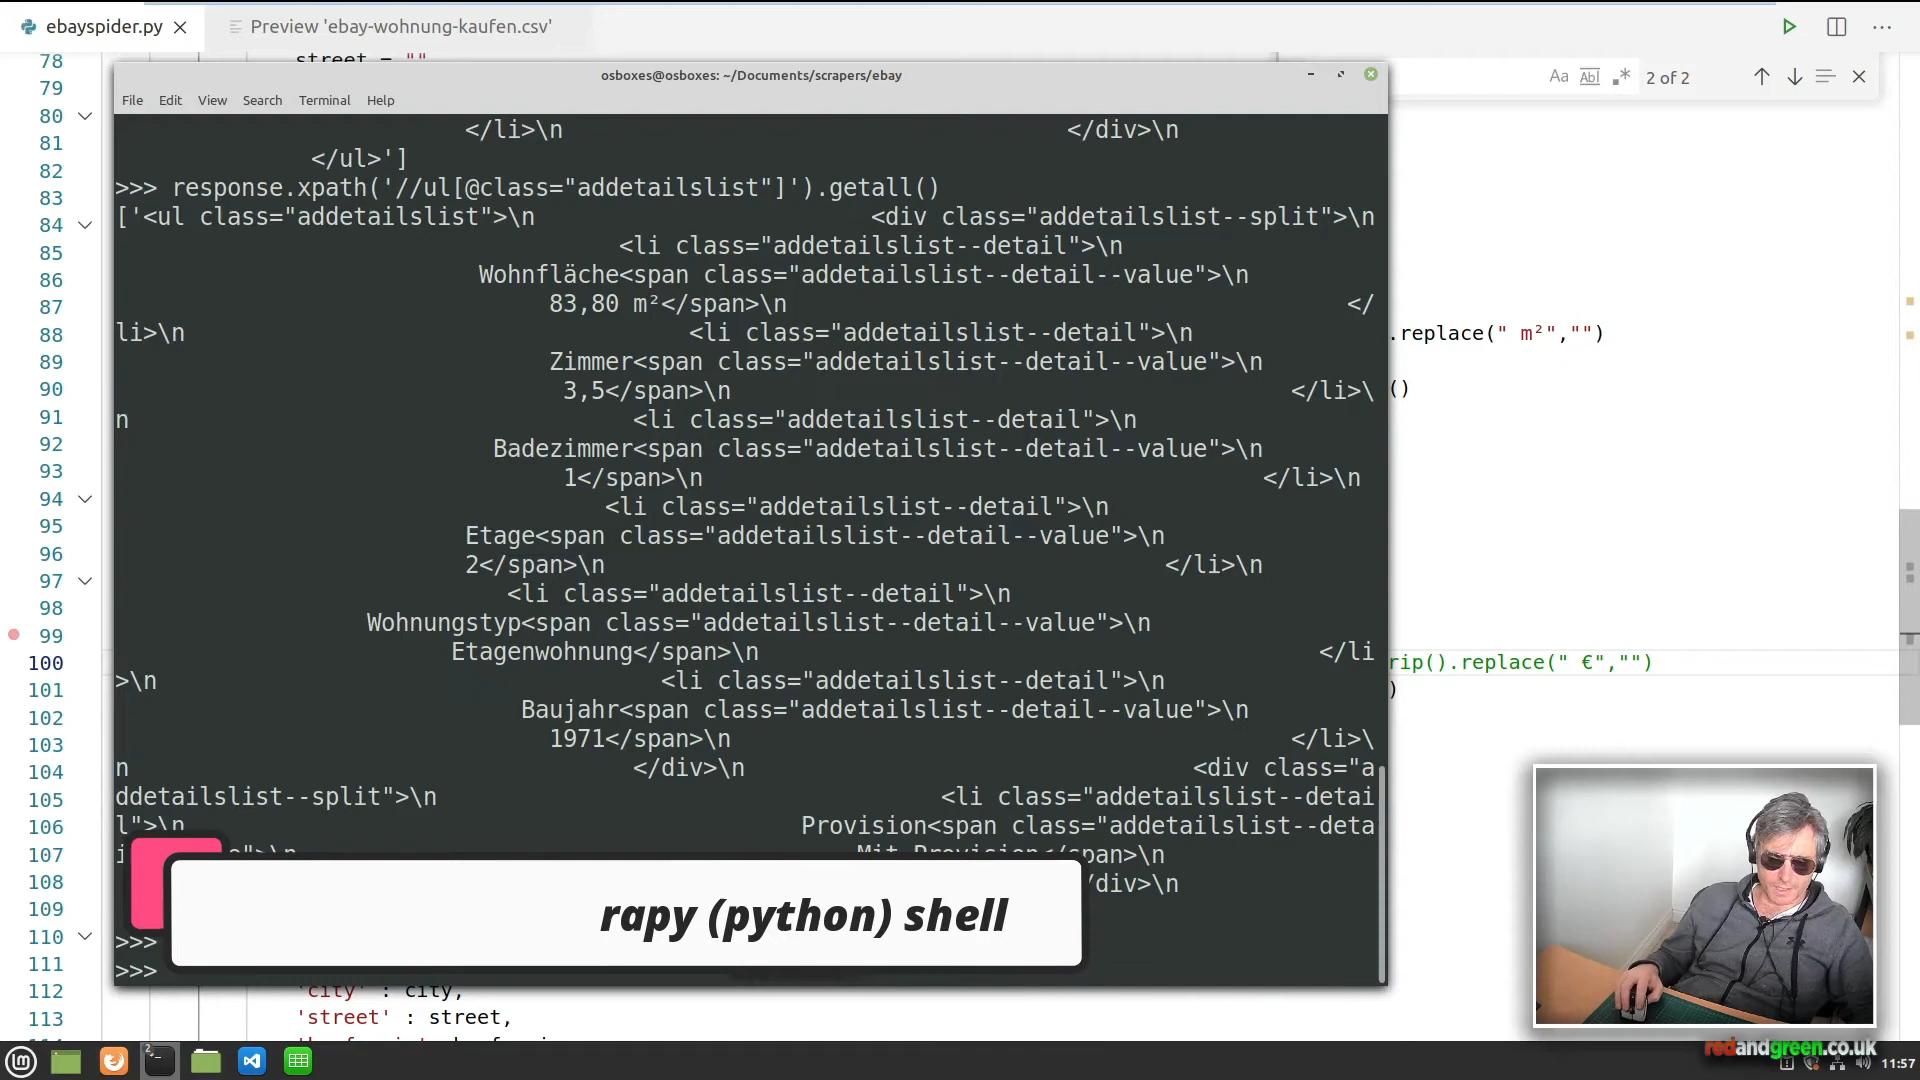 ebayspider.py
Preview 'ebay-wohnung-kaufen.csv'
78
street = ""
osboxes@osboxes: ~/Documents/scrapers/ebay
Aa Abl .* 2 of 2
79
File Edit View Search Terminal Help
80
</li>\n </div>\n
81
</ul>']
82
>>> response.xpath('//ul[@class="addetailslist"]').getall()
83
['<ul class="addetailslist">\n <div class="addetailslist--split">\n
84
<li class="addetailslist--detail">\n
85
Wohnfläche<span class="addetailslist--detail--value">\n
86
83,80 m²</span>\n </
87
li>\n <li class="addetailslist--detail">\n
88
.replace(" m²","")
Zimmer<span class="addetailslist--detail--value">\n
89
3,5</span>\n </li>\
90
()
n <li class="addetailslist--detail">\n
91
Badezimmer<span class="addetailslist--detail--value">\n
92
1</span>\n </li>\n
93
<li class="addetailslist--detail">\n
94
Etage<span class="addetailslist--detail--value">\n
95
2</span>\n </li>\n
96
<li class="addetailslist--detail">\n
97
Wohnungstyp<span class="addetailslist--detail--value">\n
98
Etagenwohnung</span>\n </li
99
>\n <li class="addetailslist--detail">\n
100
rip().replace(" €","")
Baujahr<span class="addetailslist--detail--value">\n
101
)
1971</span>\n </li>\
102
n </div>\n <div class="a
103
ddetailslist--split">\n <li class="addetailslist--detai
104
l">\n Provision<span class="addetailslist--deta
105
Mit Provision</span>\n
106
/div>\n
107
rapy (python) shell
108
109
>>>
110
>>>
111
112
'city' : city,
113
'street' : street,
redandgreen.co.uk
11:57